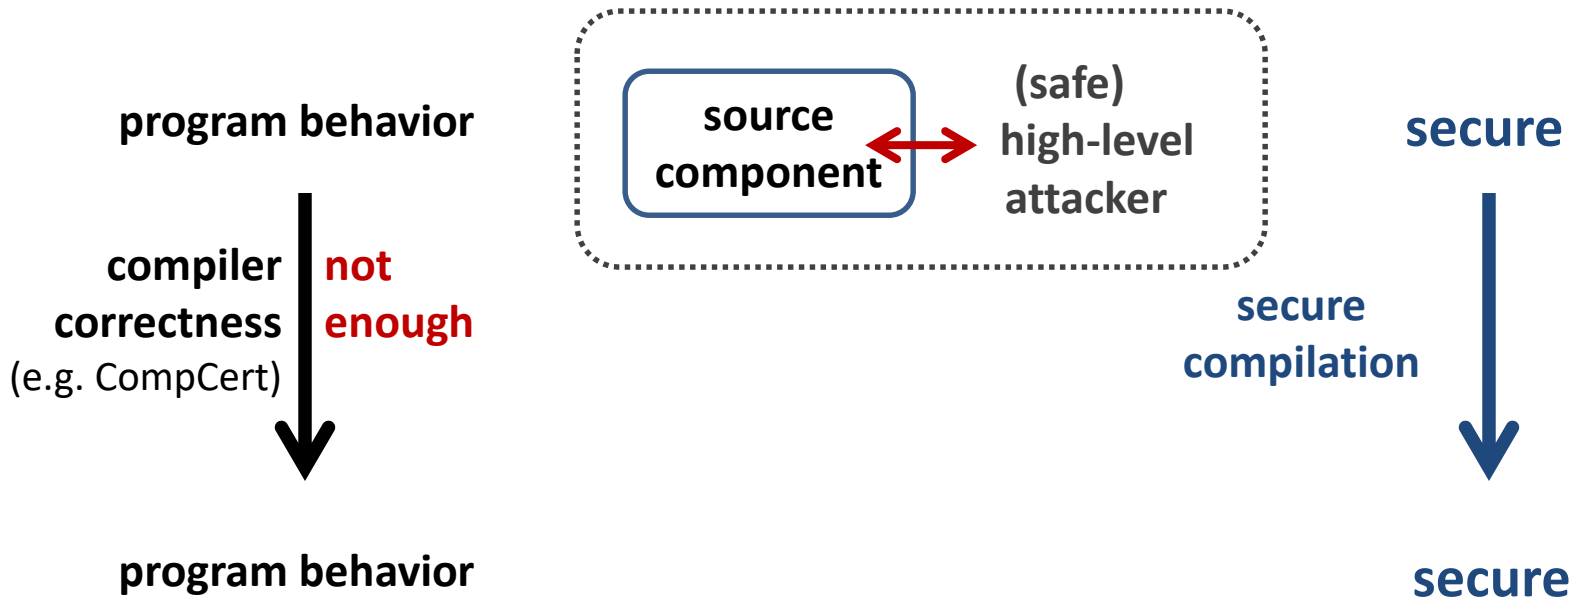 program behavior
source
component
(safe)
high-level
attacker
secure
compiler
correctness
(e.g. CompCert)
not
enough
secure
compilation
program behavior
secure